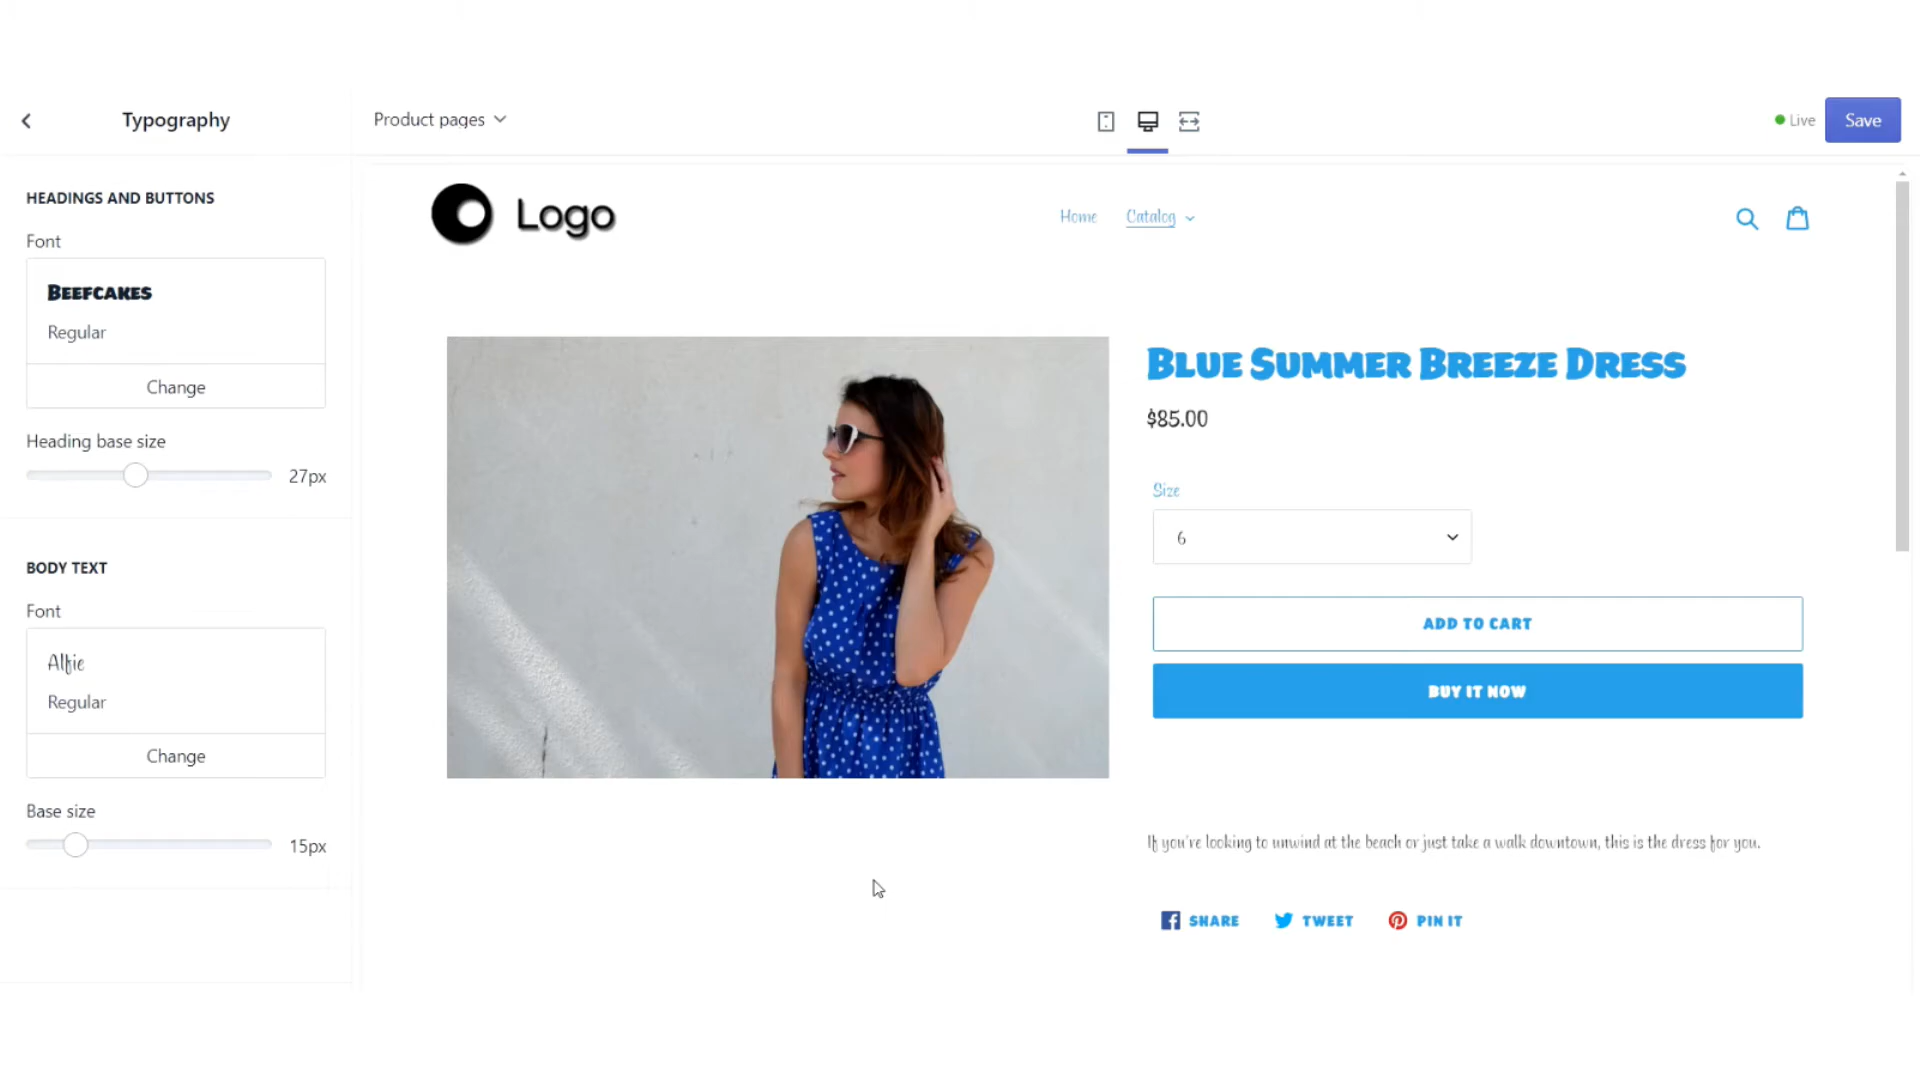 Typography
Product pages
Live
Save
HEADINGS AND BUTTONS
Font
BEEFCAKES
Regular
Change
Heading base size
27px
BODY TEXT
Font
Alfie
Regular
Change
Base size
15px
Logo
Home
Catalog
BLUE SUMMER BREEZE DRESS
$85.00
Size
6
ADD TO CART
BUY IT NOW
If you're looking to unwind at the beach or just take a walk downtown, this is the dress for you.
SHARE
TWEET
PIN IT